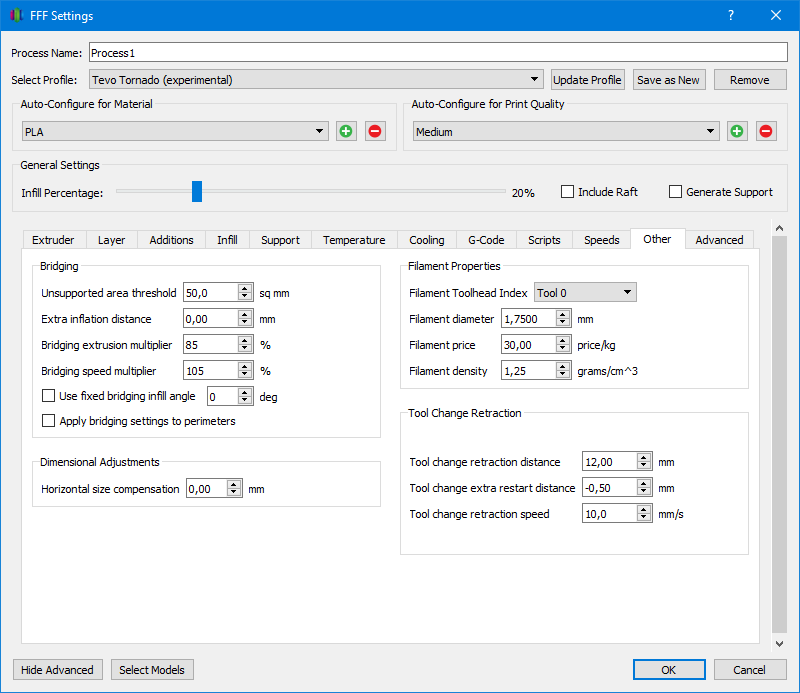 FFF Settings
Process Name: Process1
Select Profile: Tevo Tornado (experimental) Update Profile Save as New Remove
Auto-Configure for Material
PLA
Auto-Configure for Print Quality
Medium
General Settings
Infill Percentage: 20% Include Raft Generate Support
Extruder Layer Additions Infill Support Temperature Cooling G-Code Scripts Speeds Other Advanced
Bridging
Unsupported area threshold 50,0 sq mm
Extra inflation distance 0,00 mm
Bridging extrusion multiplier 85 %
Bridging speed multiplier 105 %
Use fixed bridging infill angle 0 deg
Apply bridging settings to perimeters
Dimensional Adjustments
Horizontal size compensation 0,00 mm
Filament Properties
Filament Toolhead Index Tool 0
Filament diameter 1,7500 mm
Filament price 30,00 price/kg
Filament density 1,25 grams/cm^3
Tool Change Retraction
Tool change retraction distance 12,00 mm
Tool change extra restart distance -0,50 mm
Tool change retraction speed 10,0 mm/s
Hide Advanced Select Models OK Cancel